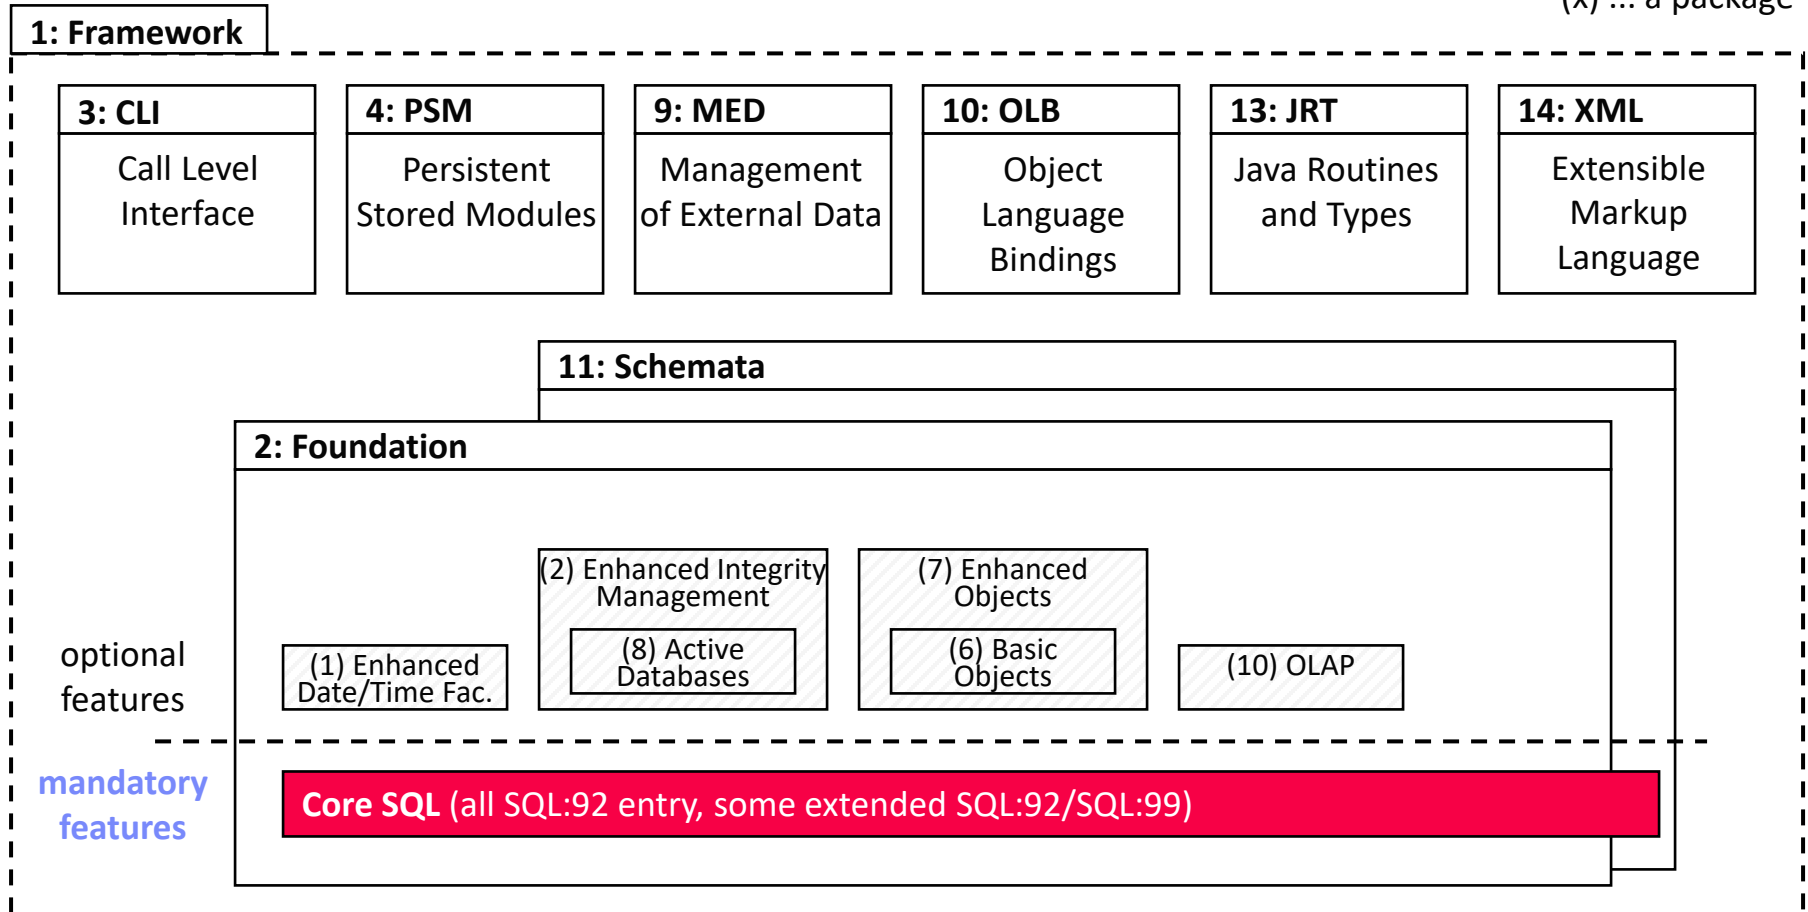 (x) ... a package
1: Framework
3: CLI
Call Level
Interface
4: PSM
Persistent
Stored Modules
9: MED
Management
of External Data
10: OLB
Object
Language
Bindings
13: JRT
Java Routines
and Types
14: XML
Extensible
Markup
Language
11: Schemata
2: Foundation
optional
features
(1) Enhanced
Date/Time Fac.
(2) Enhanced Integrity
Management
(8) Active
Databases
(7) Enhanced
Objects
(6) Basic
Objects
(10) OLAP
mandatory
features
Core SQL (all SQL:92 entry, some extended SQL:92/SQL:99)